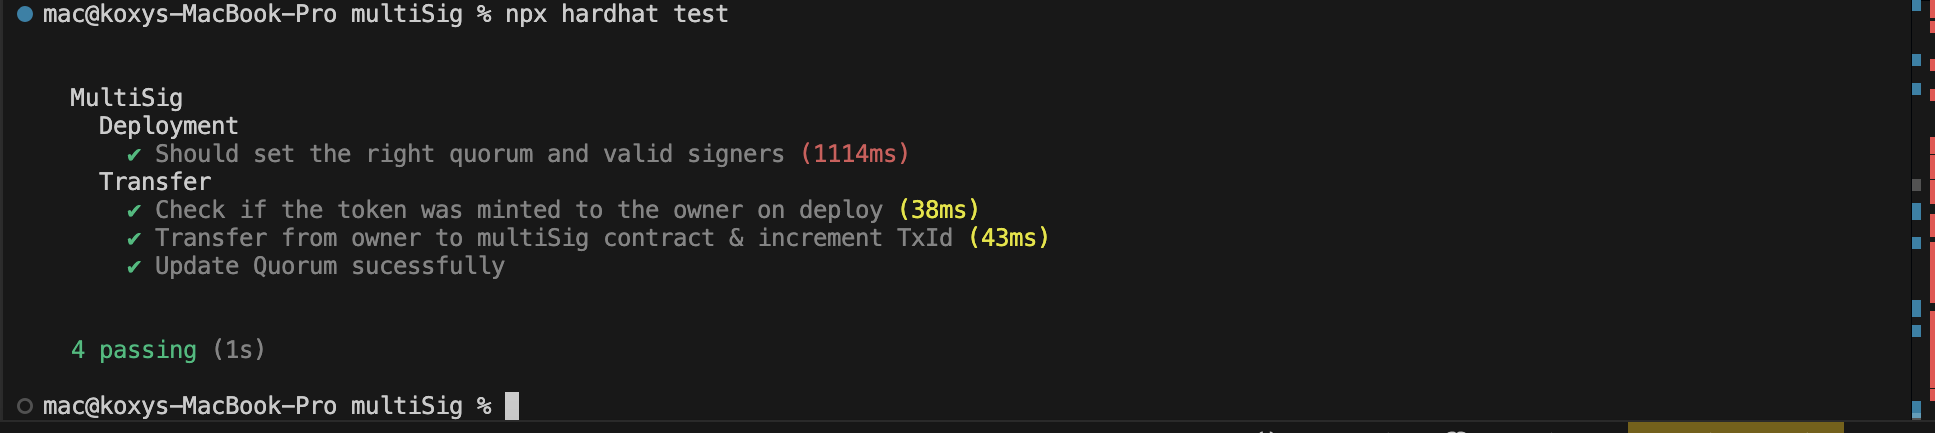 mac@koxys-MacBook-Pro multiSig % npx hardhat test
MultiSig
Deployment
✔ Should set the right quorum and valid signers (1114ms)
Transfer
✔ Check if the token was minted to the owner on deploy (38ms)
✔ Transfer from owner to multiSig contract & increment TxId (43ms)
✔ Update Quorum sucessfully
4 passing (1s)
mac@koxys-MacBook-Pro multiSig %